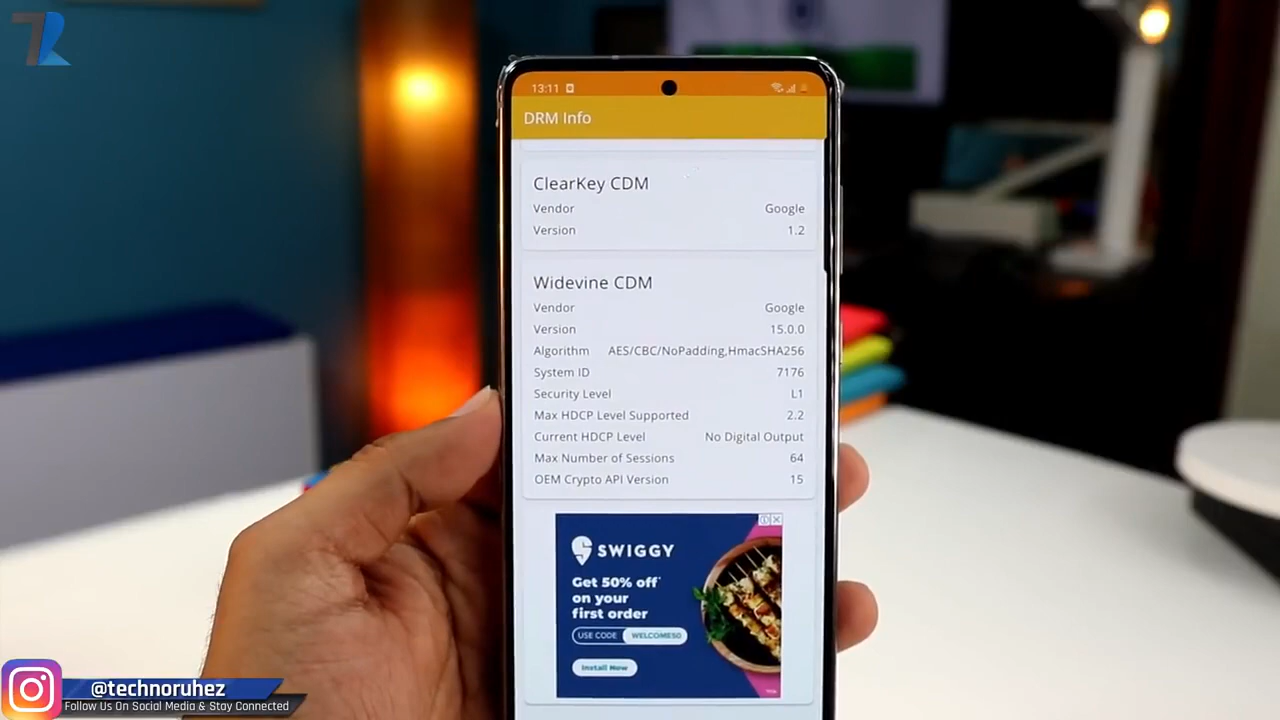 TR
13:11
DRM Info
ClearKey CDM
Vendor Google
Version 1.2
Widevine CDM
Vendor Google
Version 15.0.0
Algorithm AES/CBC/NoPadding,HmacSHA256
System ID 7176
Security Level L1
Max HDCP Level Supported 2.2
Current HDCP Level No Digital Output
Max Number of Sessions 64
OEM Crypto API Version 15
SWIGGY
Get 50% off*
on your
first order
USE CODE WELCOME50
Install Now
@technoruhez
Follow Us On Social Media & Stay Connected